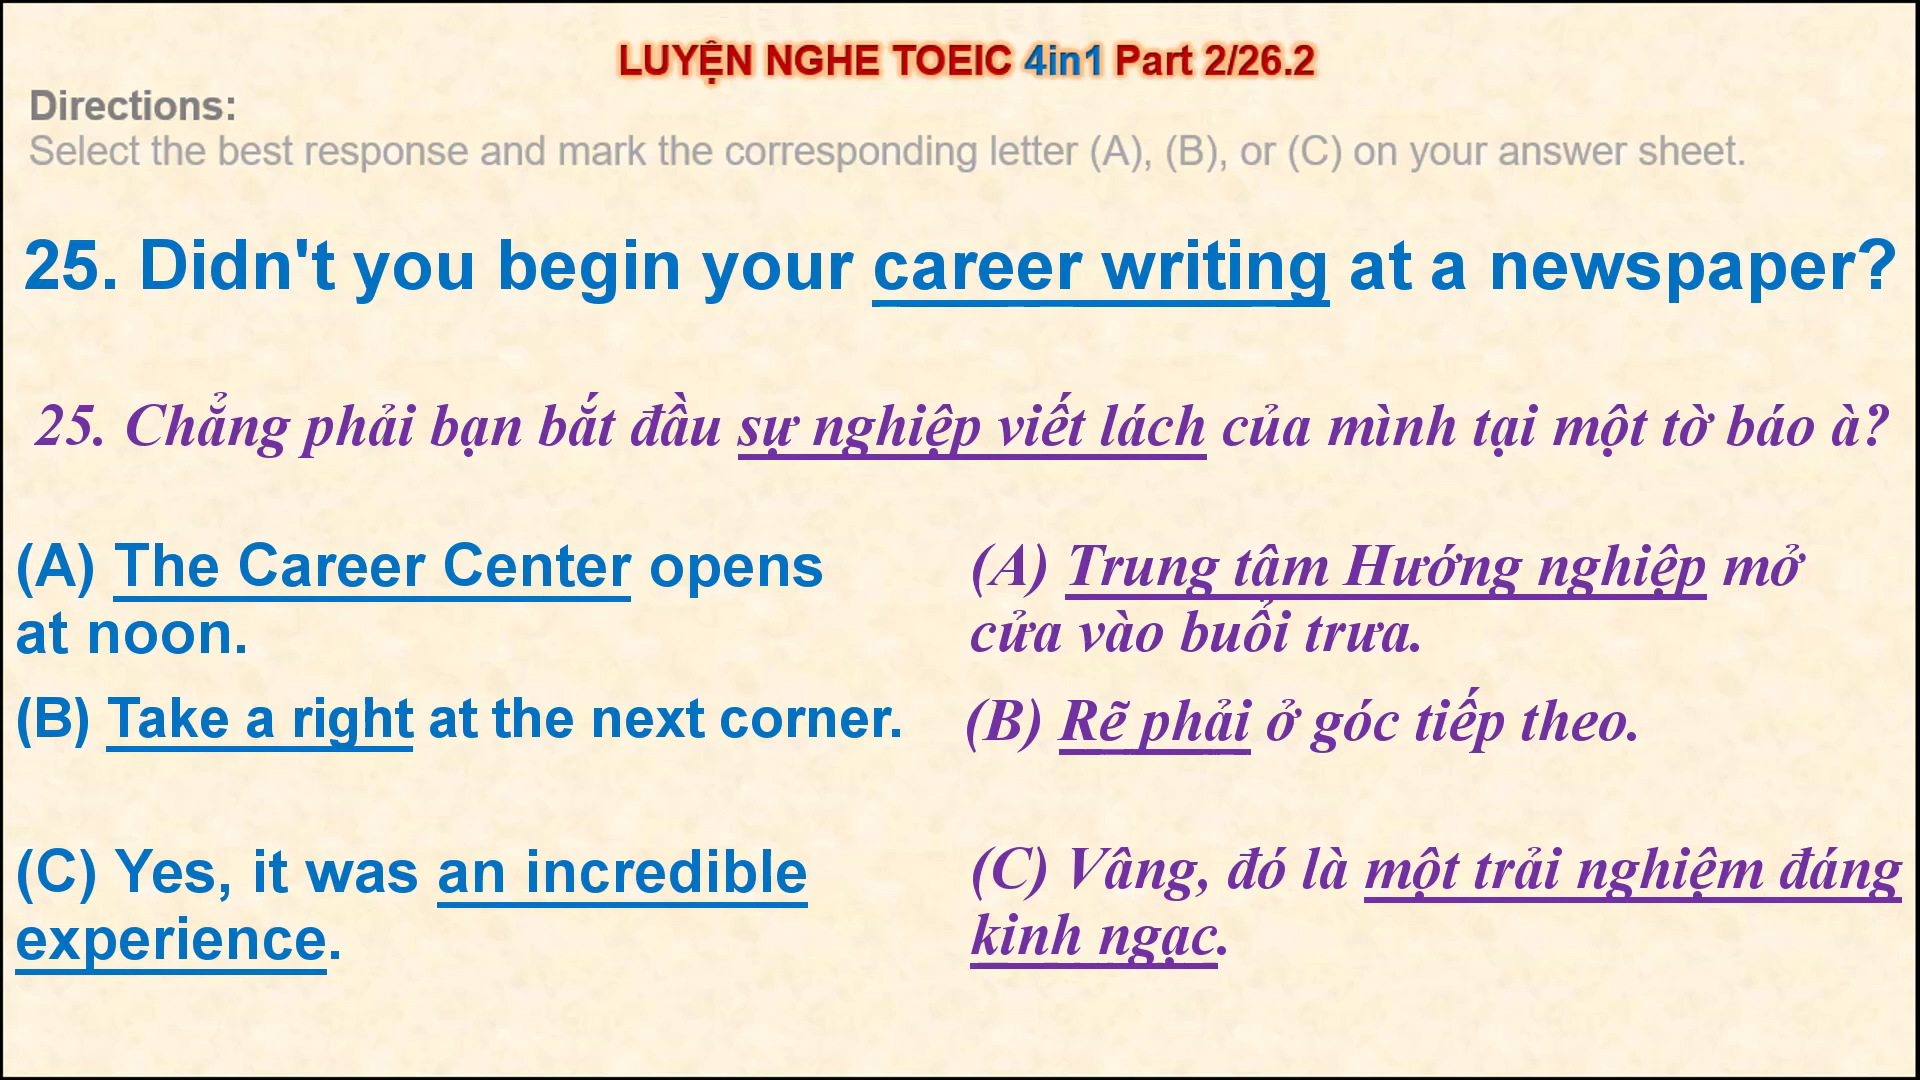 LUYỆN NGHE TOEIC 4in1 Part 2/26.2
Directions:
Select the best response and mark the corresponding letter (A), (B), or (C) on your answer sheet.
25. Didn't you begin your career writing at a newspaper?
25. Chẳng phải bạn bắt đầu sự nghiệp viết lách của mình tại một tờ báo à?
(A) The Career Center opens
at noon.
(A) Trung tâm Hướng nghiệp mở
cửa vào buổi trưa.
(B) Take a right at the next corner.
(B) Rẽ phải ở góc tiếp theo.
(C) Yes, it was an incredible
experience.
(C) Vâng, đó là một trải nghiệm đáng
kinh ngạc.